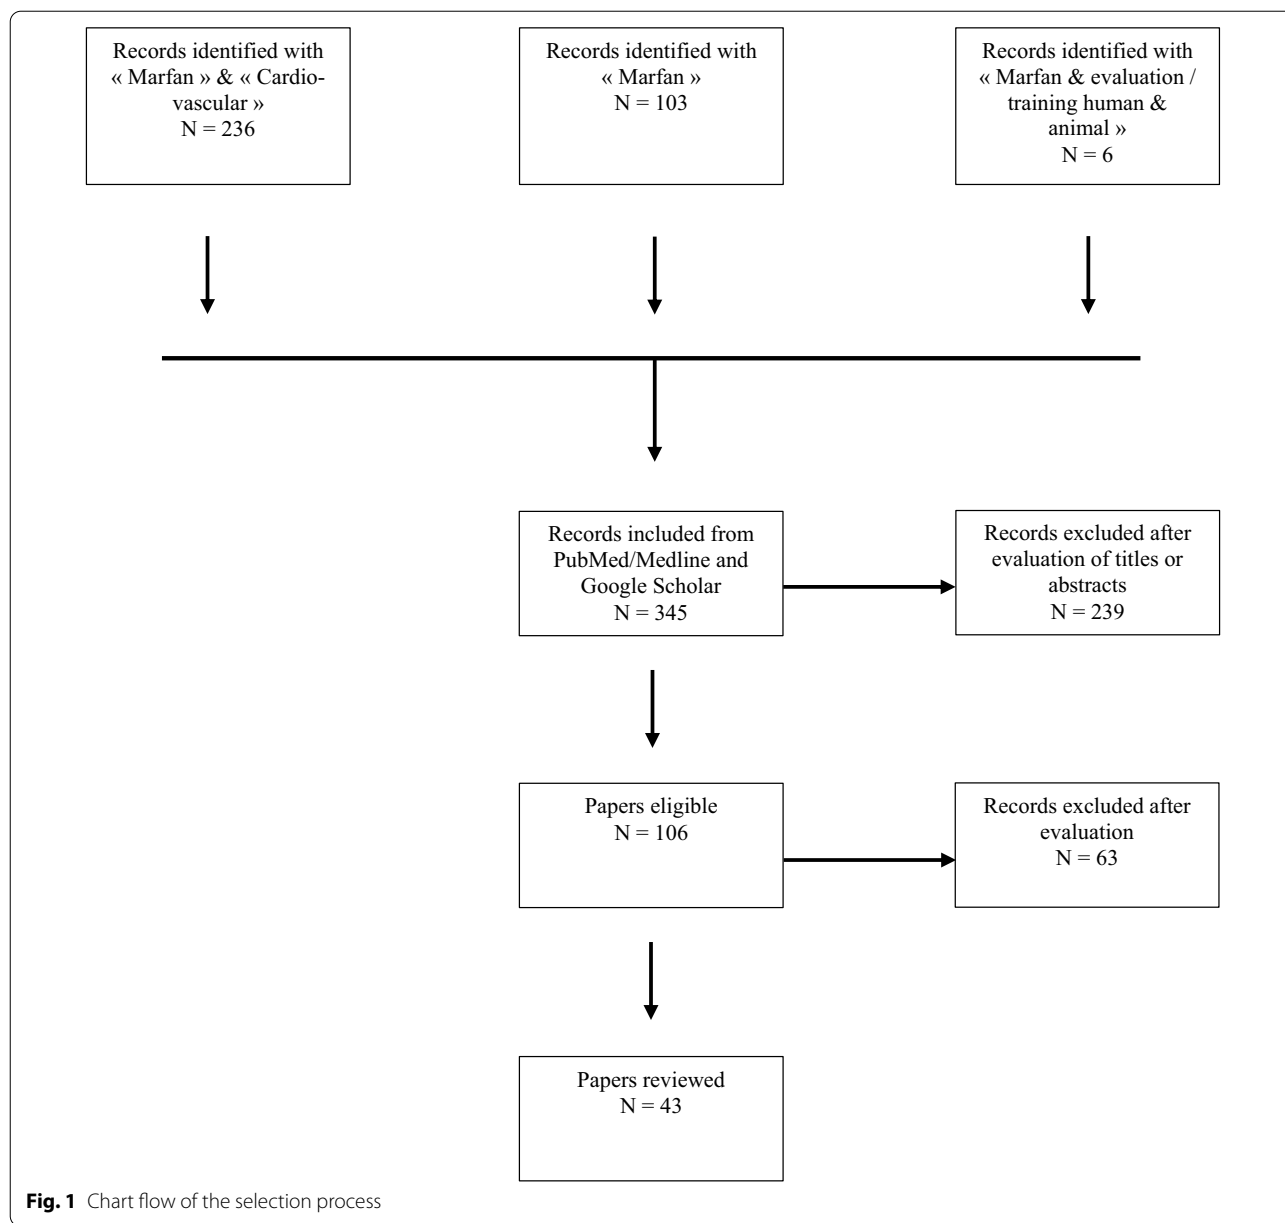 Records identified with
« Marfan » & « Cardio-
vascular »
N = 236
Records identified with
« Marfan »
N = 103
Records identified with
« Marfan & evaluation /
training human &
animal »
N = 6
Records included from
PubMed/Medline and
Google Scholar
N = 345
Records excluded after
evaluation of titles or
abstracts
N = 239
Papers eligible
N = 106
Records excluded after
evaluation
N = 63
Papers reviewed
N = 43
Fig. 1 Chart flow of the selection process